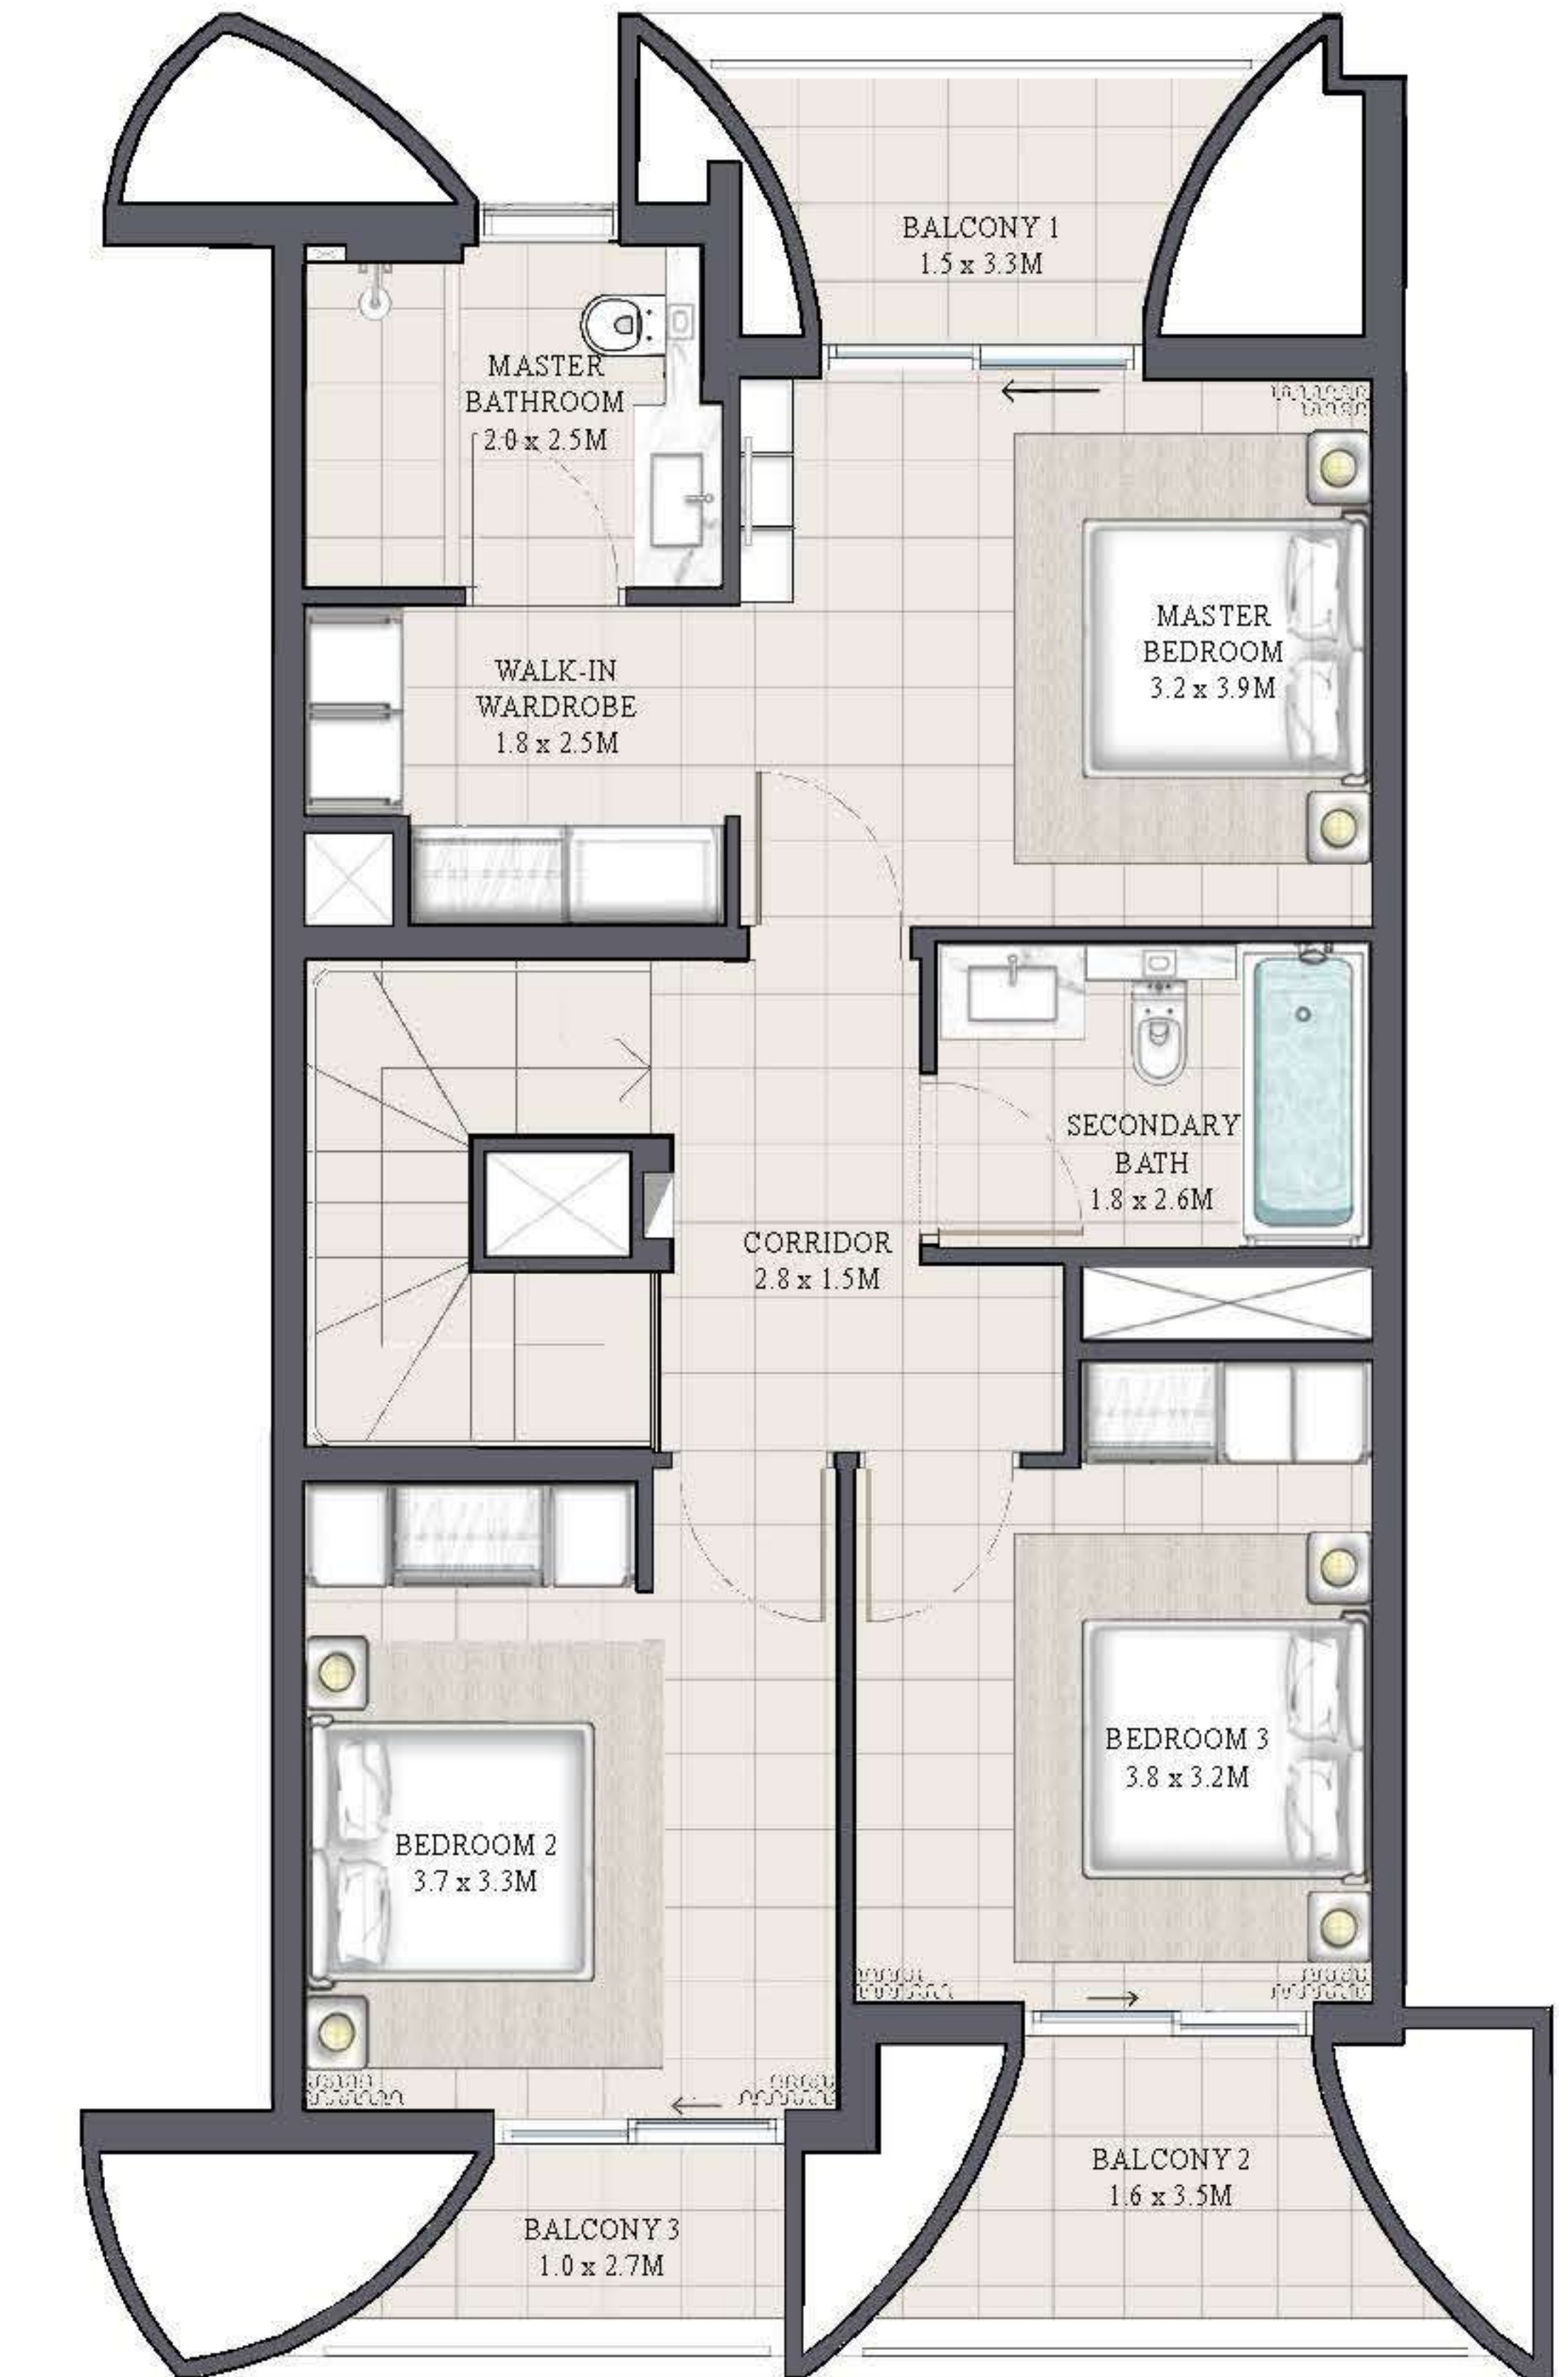 BALCONY 1
1.5 x 3.3M
MASTER
BATHROOM
2.0 x 2.5M
MASTER
BEDROOM
3.2 x 3.9M
WALK-IN
WARDROBE
1.8 x 2.5M
SECONDARY
BATH
1.8 x 2.6M
CORRIDOR
2.8 x 1.5M
BEDROOM 3
3.8 x 3.2M
BEDROOM 2
3.7 x 3.3M
BALCONY 2
1.6 x 3.5M
BALCONY 3
1.0 x 2.7M